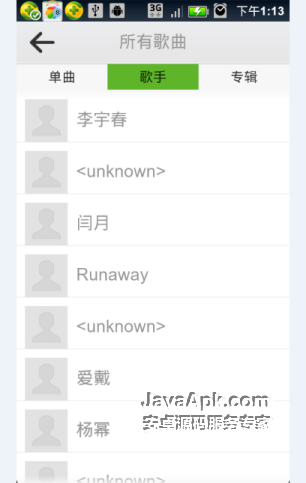 3G 下午1:13
所有歌曲
单曲 歌手 专辑
李宇春
<unknown>
闫月
Runaway
<unknown>
爱戴
JavaApk.com
安卓源码服务专家
杨幂
<unknown>